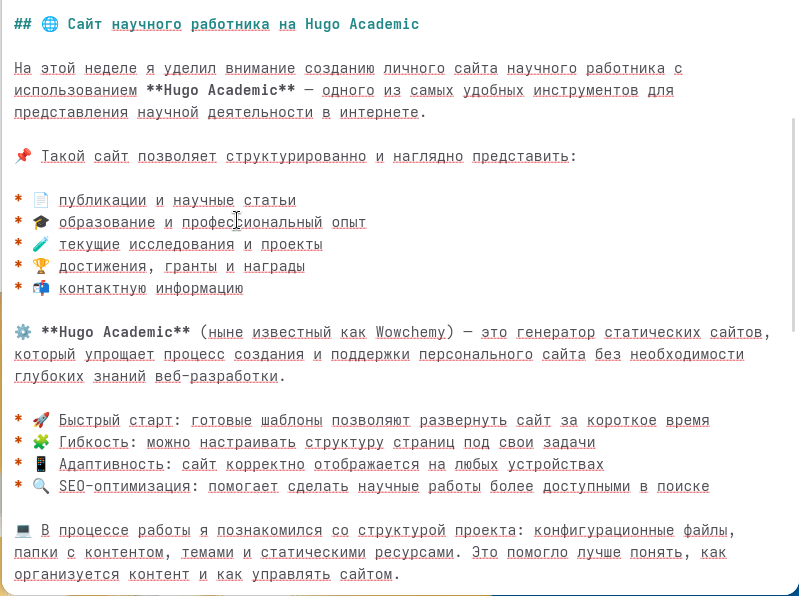 ## 🌐 Сайт научного работника на Hugo Academic
На этой неделе я уделил внимание созданию личного сайта научного работника с
использованием **Hugo Academic** — одного из самых удобных инструментов для
представления научной деятельности в интернете.
📌 Такой сайт позволяет структурированно и наглядно представить:
* 📄 публикации и научные статьи
* 🎓 образование и профессиональный опыт
* 🧪 текущие исследования и проекты
* 🏆 достижения, гранты и награды
* 📬 контактную информацию
⚙️ **Hugo Academic** (ныне известный как Wowchemy) — это генератор статических сайтов,
который упрощает процесс создания и поддержки персонального сайта без необходимости
глубоких знаний веб-разработки.
* 🚀 Быстрый старт: готовые шаблоны позволяют развернуть сайт за короткое время
* 🧩 Гибкость: можно настраивать структуру страниц под свои задачи
* 📱 Адаптивность: сайт корректно отображается на любых устройствах
* 🔍 SEO-оптимизация: помогает сделать научные работы более доступными в поиске
💻 В процессе работы я познакомился со структурой проекта: конфигурационные файлы,
папки с контентом, темами и статическими ресурсами. Это помогло лучше понять, как
организуется контент и как управлять сайтом.